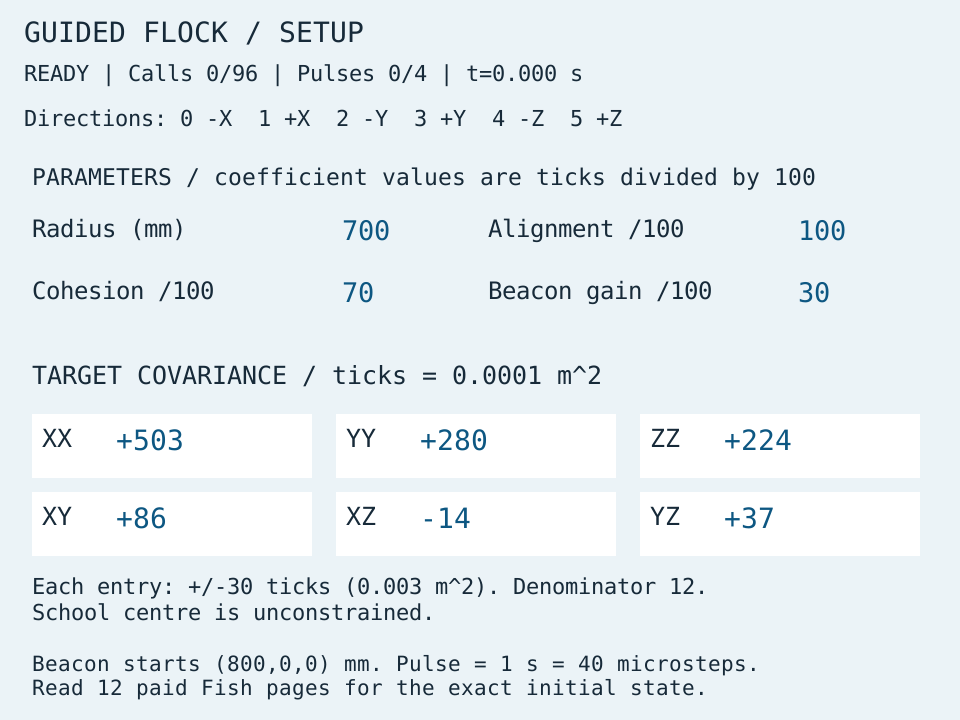 GUIDED FLOCK / SETUP
READY | Calls 0/96 | Pulses 0/4 | t=0.000 s
Directions: 0 -X  1 +X  2 -Y  3 +Y  4 -Z  5 +Z
PARAMETERS / coefficient values are ticks divided by 100
Radius (mm) 700 Alignment /100 100
Cohesion /100 70 Beacon gain /100 30
TARGET COVARIANCE / ticks = 0.0001 m^2
XX +503 YY +280 ZZ +224
XY +86 XZ -14 YZ +37
Each entry: +/-30 ticks (0.003 m^2). Denominator 12.
School centre is unconstrained.
Beacon starts (800,0,0) mm. Pulse = 1 s = 40 microsteps.
Read 12 paid Fish pages for the exact initial state.